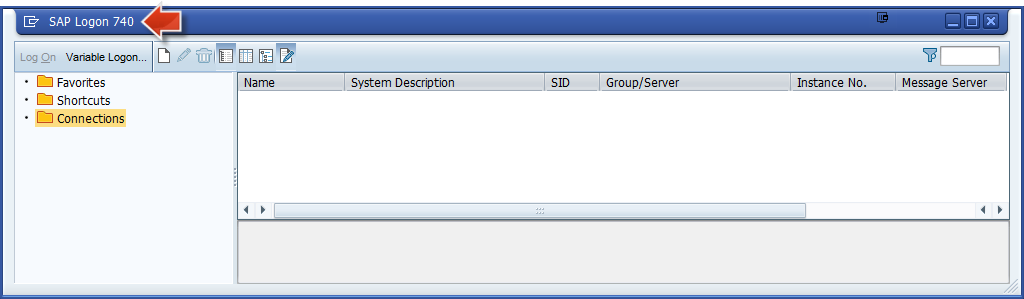 SAP Logon 740
Log On Variable Logon...
Favorites
Shortcuts
Connections
Name System Description SID Group/Server Instance No. Message Server